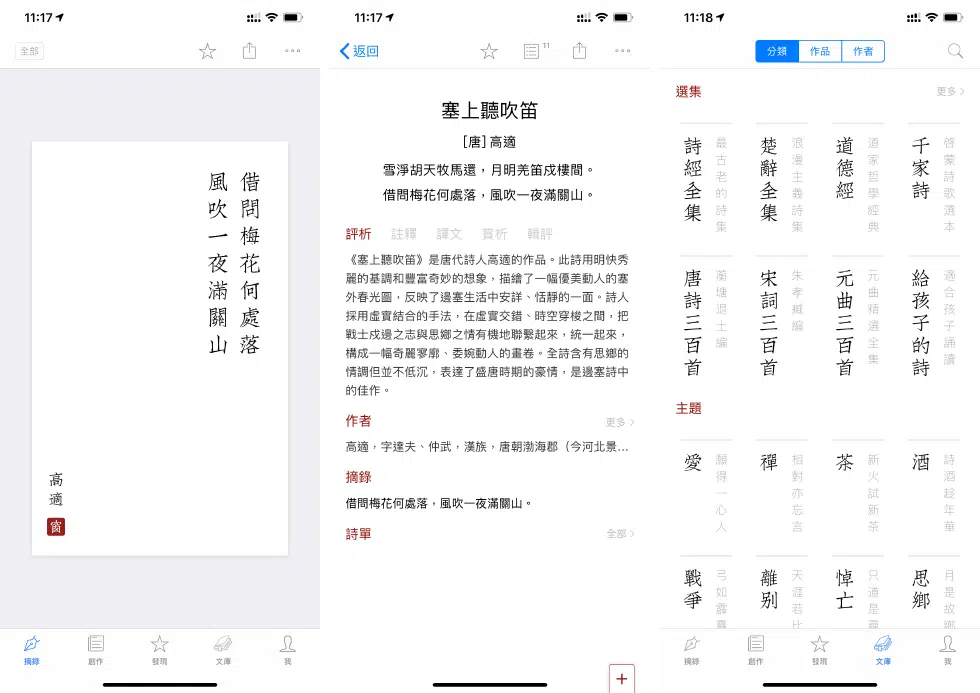 11:17
全部
借問梅花何處落
風吹一夜滿關山
高適
窗
摘錄
創作
發現
文庫
我
11:17
返回
11
塞上聽吹笛
[唐] 高適
雪淨胡天牧馬還，月明羌笛戍樓間。
借問梅花何處落，風吹一夜滿關山。
評析 註釋 譯文 賞析 輯評
《塞上聽吹笛》是唐代詩人高適的作品。此詩用明快秀
麗的基調和豐富奇妙的想象，描繪了一幅優美動人的塞
外春光圖，反映了邊塞生活中安詳、恬靜的一面。詩人
採用虛實結合的手法，在虛實交錯、時空穿梭之間，把
戰士戍邊之志與思鄉之情有機地聯繫起來，統一起來，
構成一幅奇麗寥廓、委婉動人的畫卷。全詩含有思鄉的
情調但並不低沉，表達了盛唐時期的豪情，是邊塞詩中
的佳作。
作者
更多
高適，字達夫、仲武，漢族，唐朝渤海郡（今河北景...
摘錄
借問梅花何處落，風吹一夜滿關山。
詩單
全部
11:18
分類 作品 作者
選集
更多
詩經全集
最古老的詩集
楚辭全集
浪漫主義詩集
道德經
道家哲學經典
千家詩
啓蒙詩歌選本
唐詩三百首
蘅塘退士編
宋詞三百首
朱孝臧編
元曲三百首
元曲精選全集
給孩子的詩
適合孩子誦讀
主題
愛
願得一心人
禪
相對亦忘言
茶
新火試新茶
酒
詩酒趁年華
戰爭
弓如霹靂
離别
天涯若比
悼亡
只道是尋
思鄉
月是故鄉
摘錄
創作
發現
文庫
我